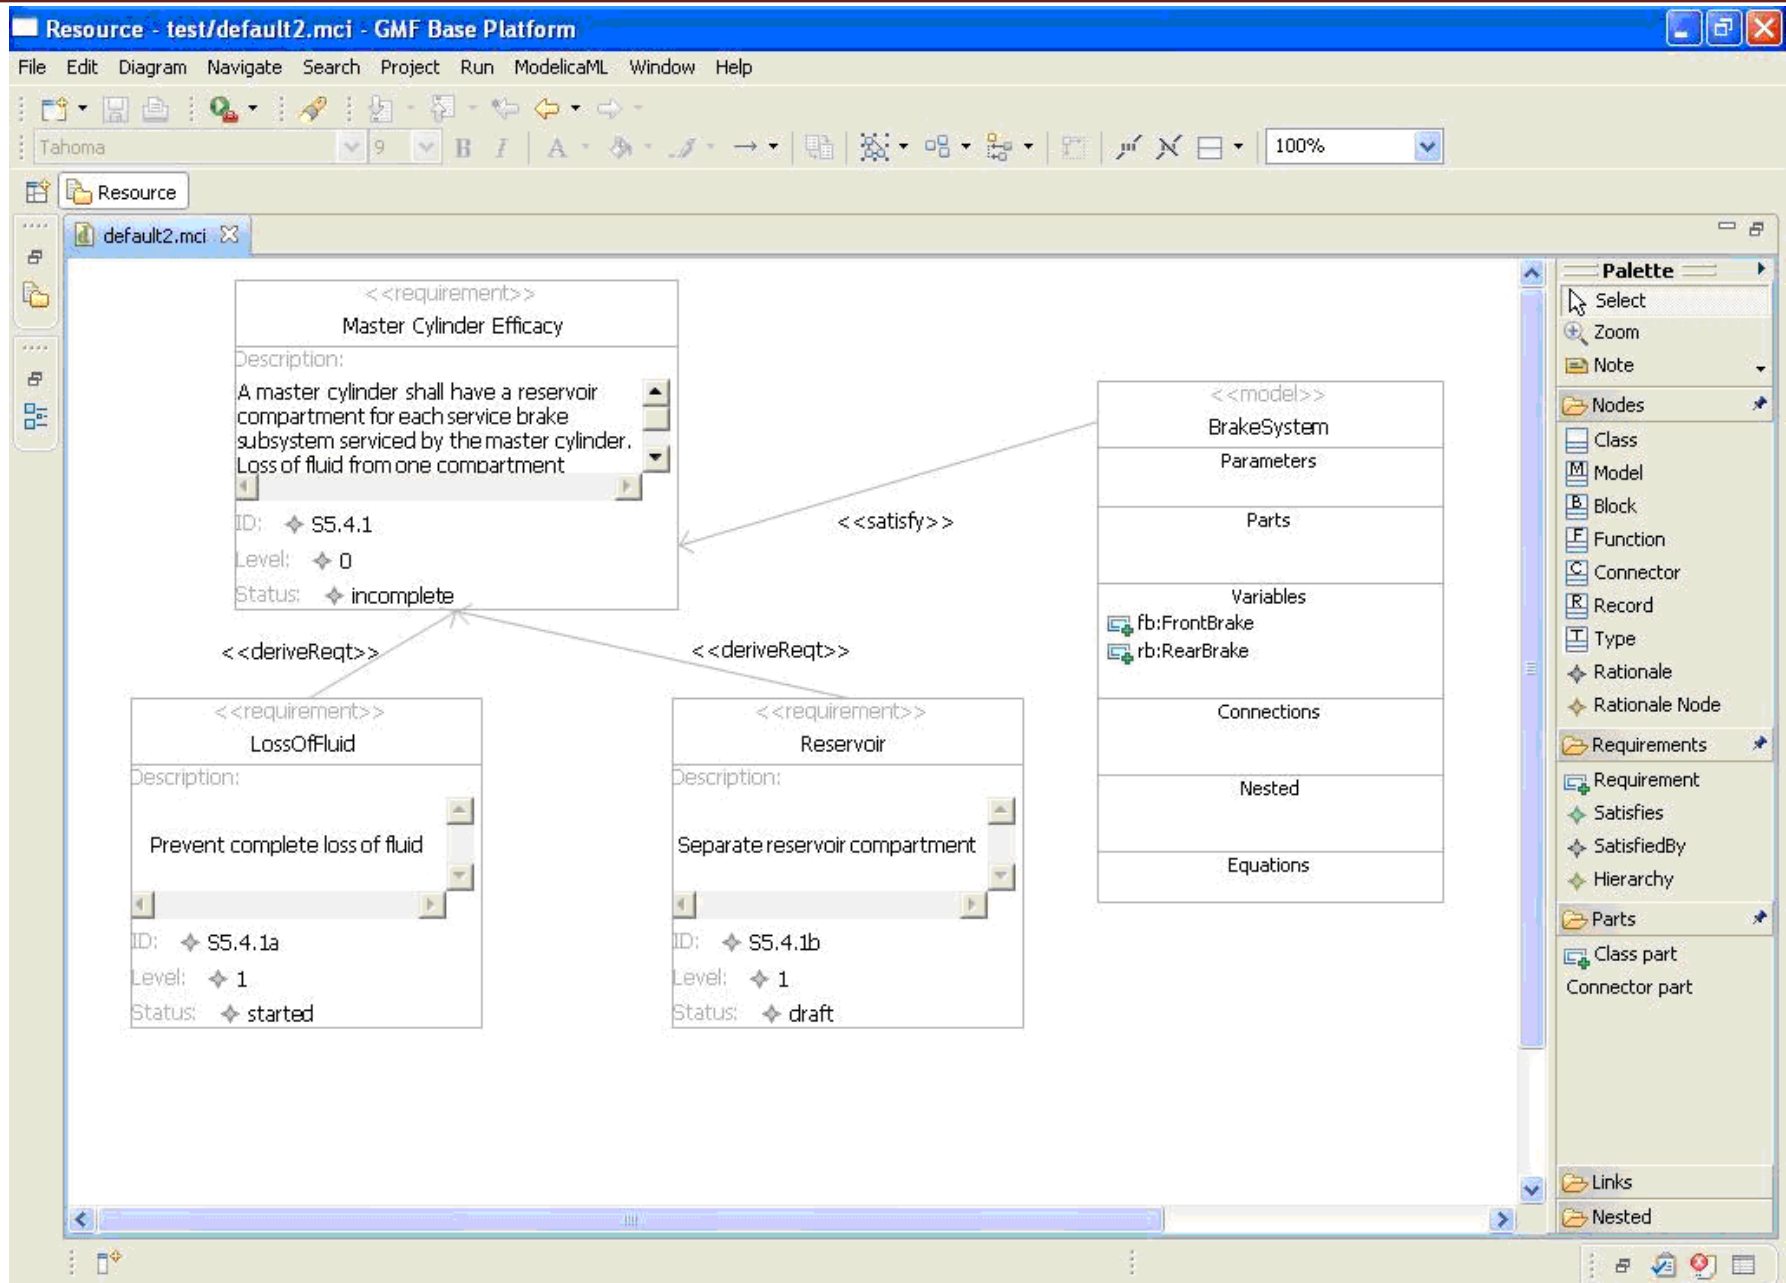 Resource - test/default2.mci - GMF Base Platform
File Edit Diagram Navigate Search Project Run ModelicaML Window Help
Tahoma 9 B I A 100%
Resource
default2.mci
<<requirement>>
Master Cylinder Efficacy
Description:
A master cylinder shall have a reservoir
compartment for each service brake
subsystem serviced by the master cylinder.
Loss of fluid from one compartment
ID: S5.4.1
Level: 0
Status: incomplete
<<satisfy>>
<<deriveReqt>>
<<deriveReqt>>
<<requirement>>
LossOfFluid
Description:
Prevent complete loss of fluid
ID: S5.4.1a
Level: 1
Status: started
<<requirement>>
Reservoir
Description:
Separate reservoir compartment
ID: S5.4.1b
Level: 1
Status: draft
<<model>>
BrakeSystem
Parameters
Parts
Variables
fb:FrontBrake
rb:RearBrake
Connections
Nested
Equations
Palette
Select
Zoom
Note
Nodes
Class
M Model
B Block
F Function
C Connector
R Record
T Type
Rationale
Rationale Node
Requirements
Requirement
Satisfies
SatisfiedBy
Hierarchy
Parts
Class part
Connector part
Links
Nested